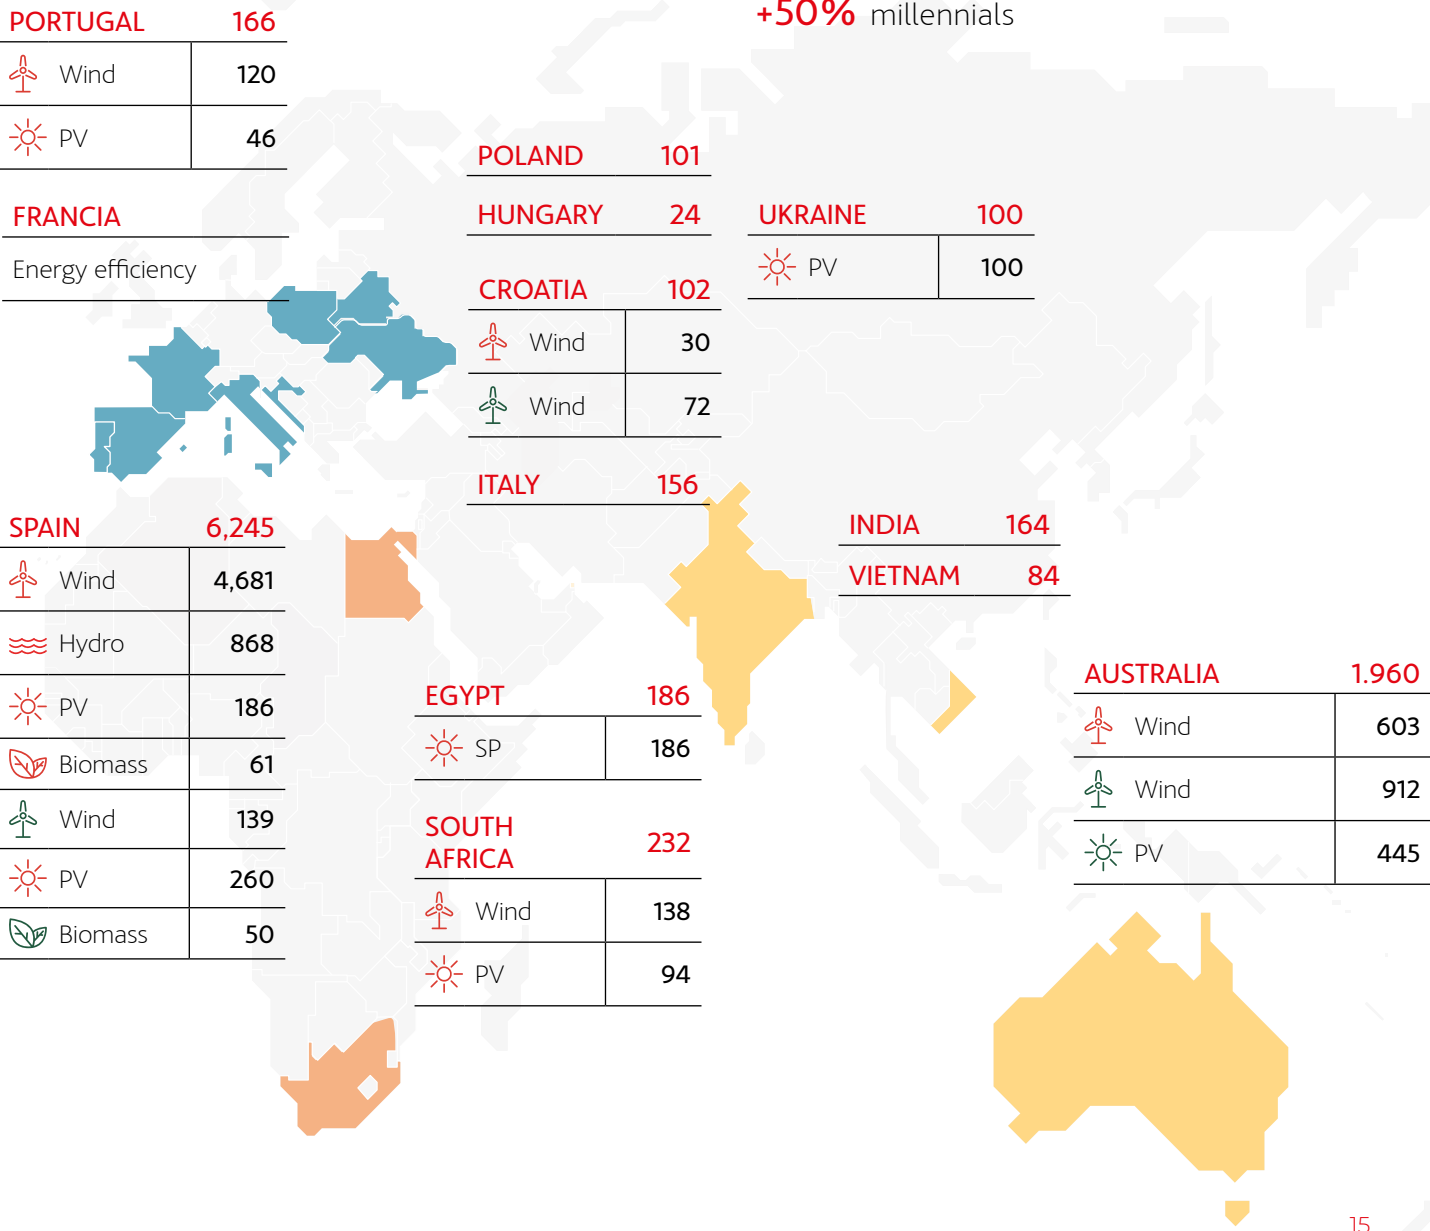 +50% millennials
PORTUGAL 166
Wind 120
PV 46
FRANCIA
Energy efficiency
POLAND 101
HUNGARY 24
CROATIA 102
Wind 30
Wind 72
ITALY 156
UKRAINE 100
PV 100
SPAIN 6,245
Wind 4,681
Hydro 868
PV 186
Biomass 61
Wind 139
PV 260
Biomass 50
EGYPT 186
SP 186
SOUTH
AFRICA 232
Wind 138
PV 94
INDIA 164
VIETNAM 84
AUSTRALIA 1.960
Wind 603
Wind 912
PV 445
15